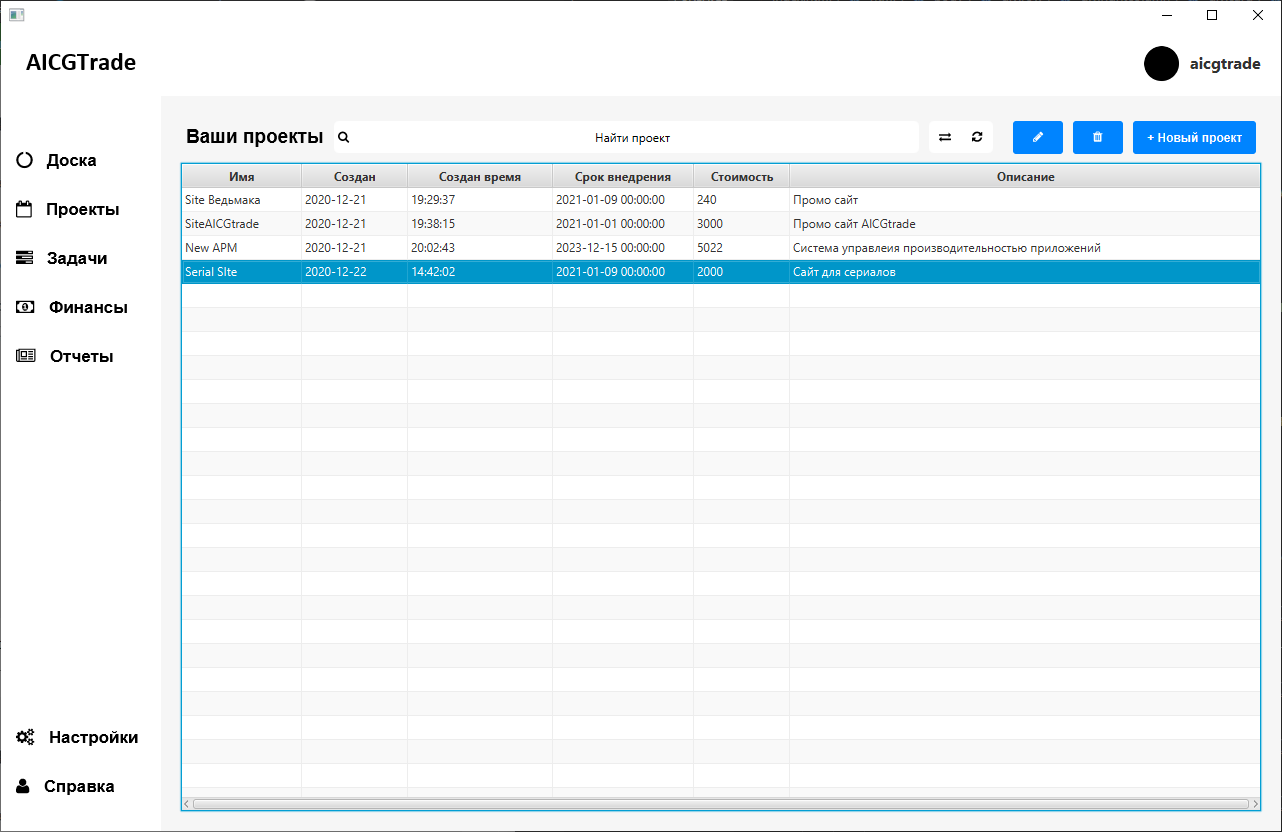 AICGTrade
aicgtrade
Ваши проекты
Найти проект
+ Новый проект
Доска
Проекты
Задачи
Финансы
Отчеты
Настройки
Справка
Имя Создан Создан время Срок внедрения Стоимость Описание
Site Ведьмака 2020-12-21 19:29:37 2021-01-09 00:00:00 240 Промо сайт
SiteAICGtrade 2020-12-21 19:38:15 2021-01-01 00:00:00 3000 Промо сайт AICGtrade
New APM 2020-12-21 20:02:43 2023-12-15 00:00:00 5022 Система управлеия производительностью приложений
Serial SIte 2020-12-22 14:42:02 2021-01-09 00:00:00 2000 Сайт для сериалов